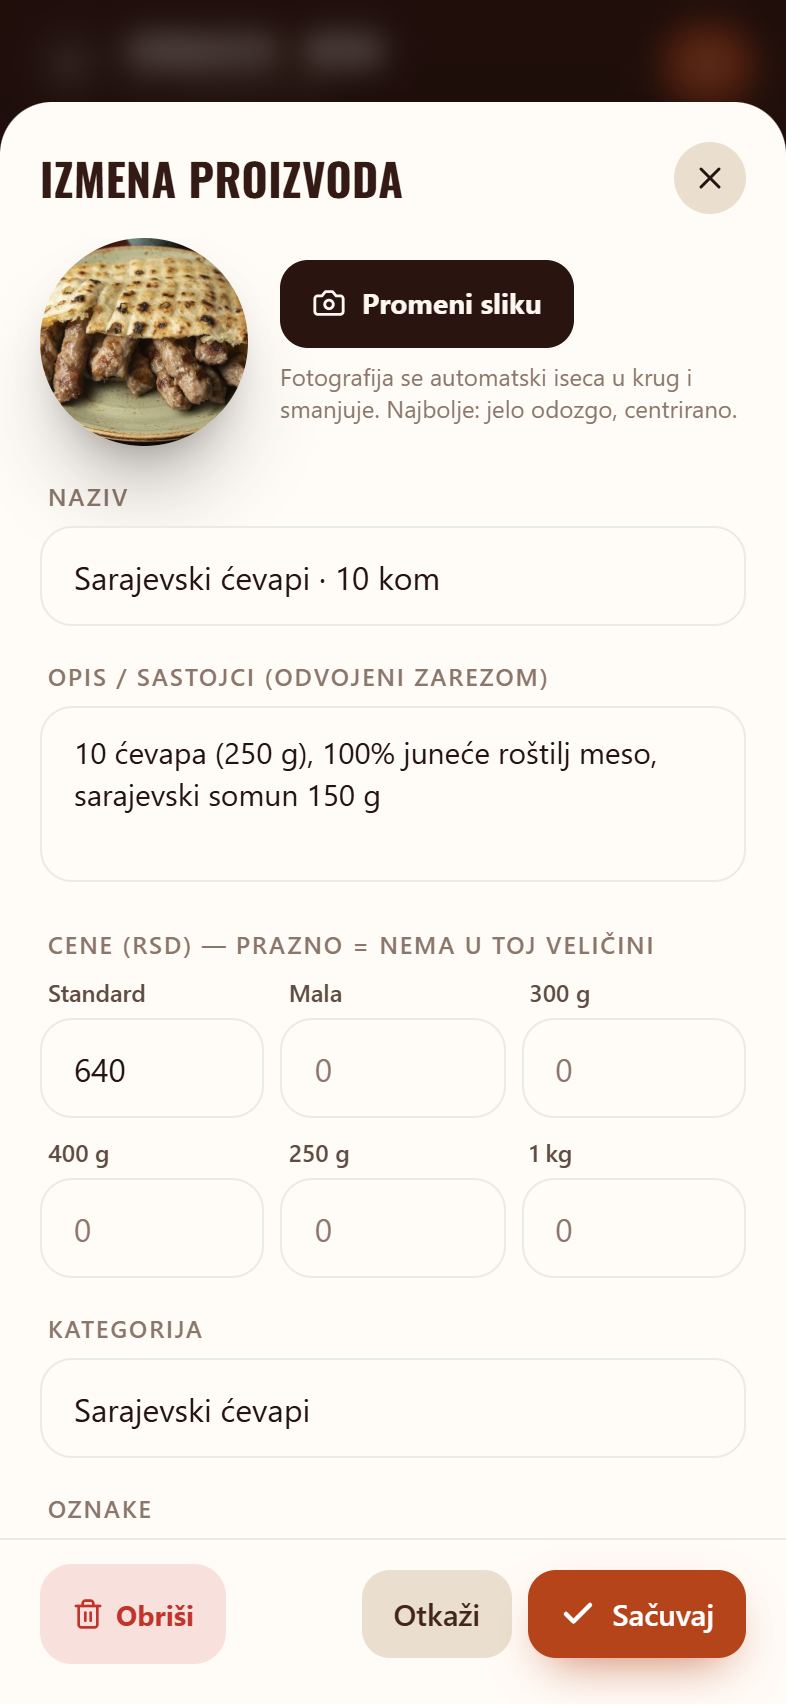 IZMENA PROIZVODA
Promeni sliku
Fotografija se automatski iseca u krug i
smanjuje. Najbolje: jelo odozgo, centrirano.
NAZIV
Sarajevski ćevapi · 10 kom
OPIS / SASTOJCI (ODVOJENI ZAREZOM)
10 ćevapa (250 g), 100% juneće roštilj meso,
sarajevski somun 150 g
CENE (RSD) — PRAZNO = NEMA U TOJ VELIČINI
Standard Mala 300 g
640 0 0
400 g 250 g 1 kg
0 0 0
KATEGORIJA
Sarajevski ćevapi
OZNAKE
Obriši Otkaži Sačuvaj